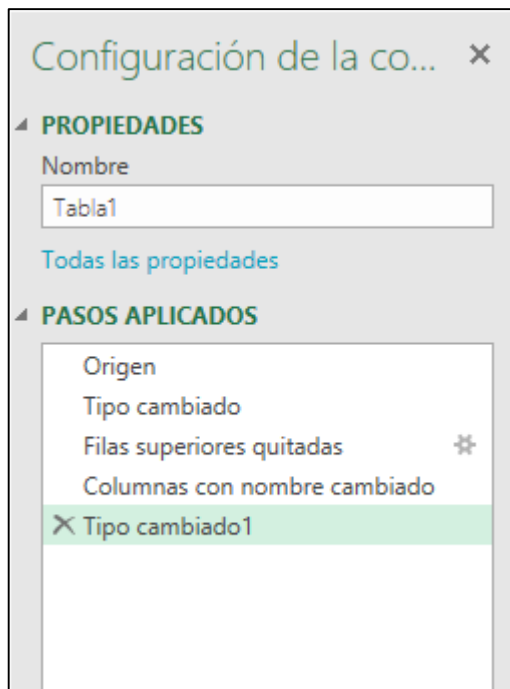 Configuración de la co...
PROPIEDADES
Nombre
Tabla1
Todas las propiedades
PASOS APLICADOS
Origen
Tipo cambiado
Filas superiores quitadas
Columnas con nombre cambiado
Tipo cambiado1